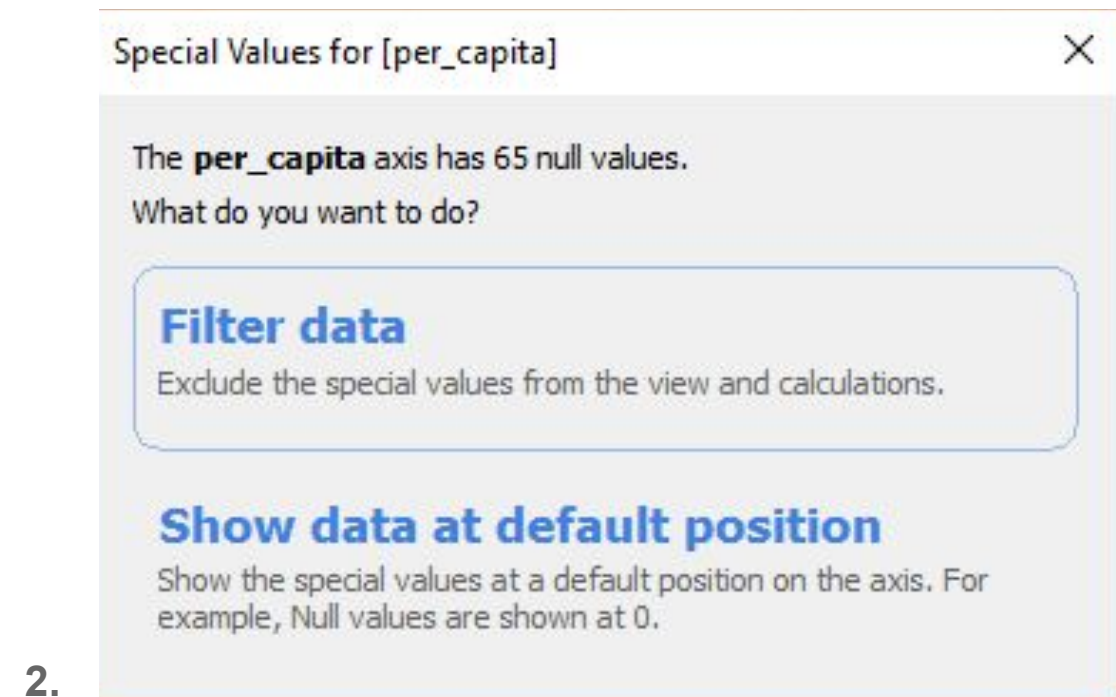 Special Values for [per_capita]
The per_capita axis has 65 null values.
What do you want to do?
Filter data
Exclude the special values from the view and calculations.
Show data at default position
Show the special values at a default position on the axis. For
example, Null values are shown at 0.
2.